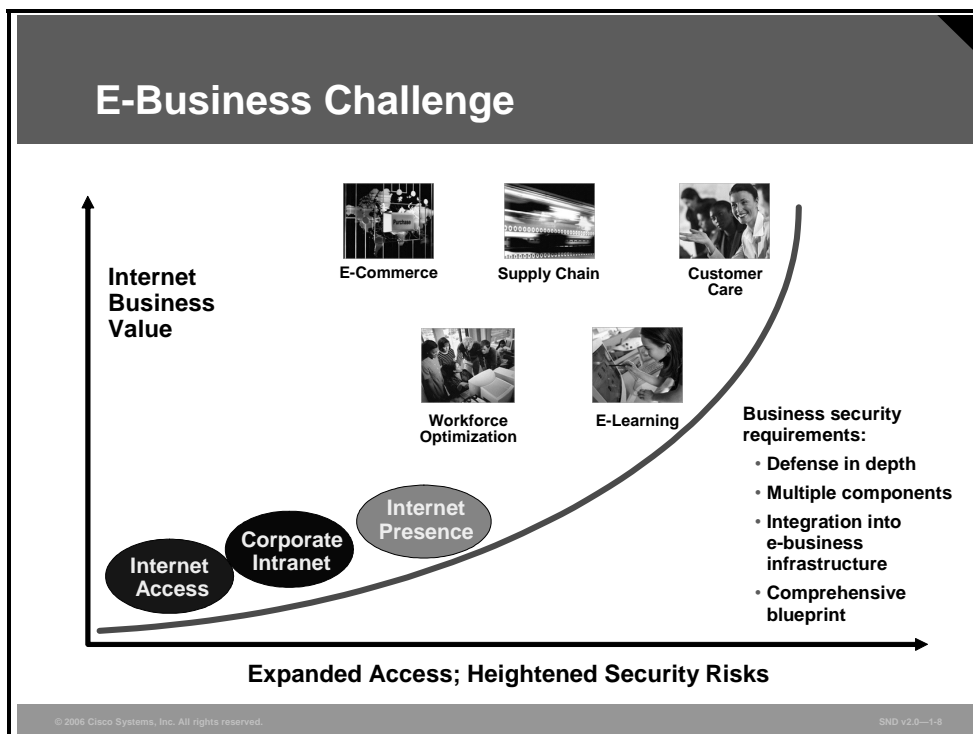 E-Business Challenge
Internet
Business
Value
Purchase
E-Commerce
Supply Chain
Customer
Care
Workforce
Optimization
E-Learning
Internet
Access
Corporate
Intranet
Internet
Presence
Business security
requirements:
• Defense in depth
• Multiple components
• Integration into
e-business
infrastructure
• Comprehensive
blueprint
Expanded Access; Heightened Security Risks
© 2006 Cisco Systems, Inc. All rights reserved.
SND v2.0—1-8